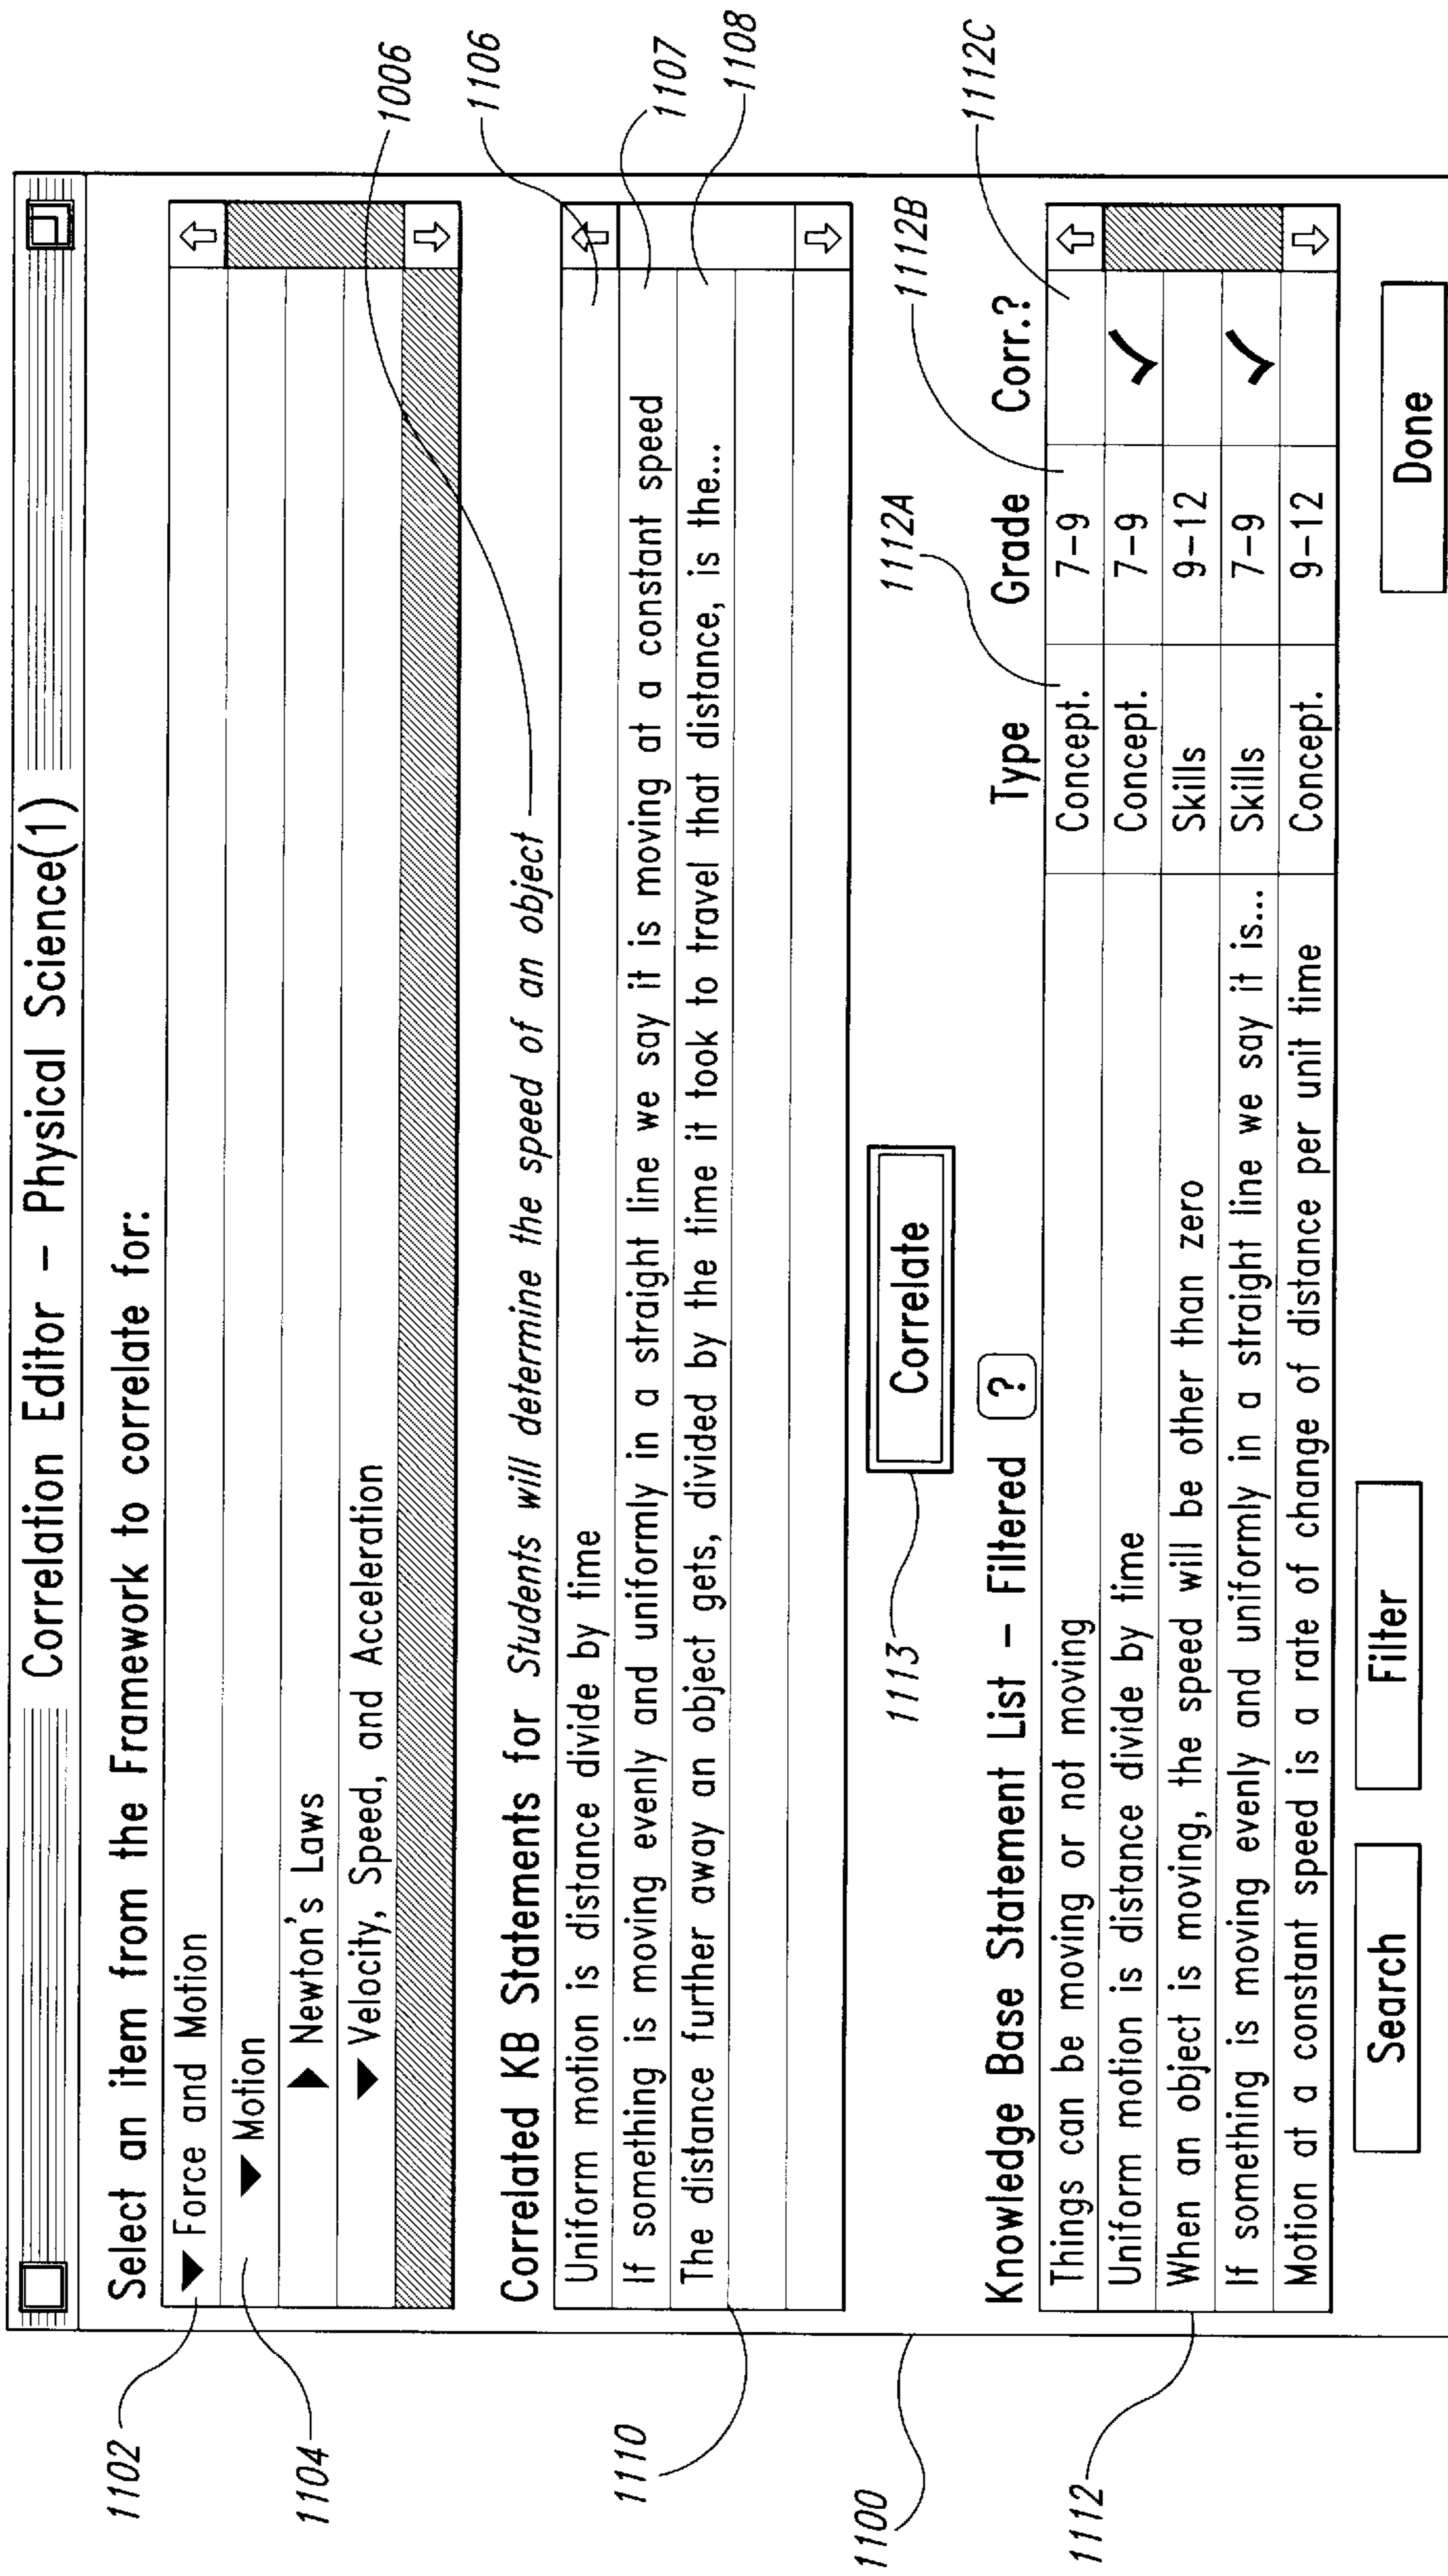 Correlation Editor – Physical Science(1)
Select an item from the Framework to correlate for:
1102
▼ Force and Motion
1104
▼ Motion
▶ Newton's Laws
▼ Velocity, Speed, and Acceleration
1006
Correlated KB Statements for Students will determine the speed of an object
1106
Uniform motion is distance divide by time
1107
If something is moving evenly and uniformly in a straight line we say it is moving at a constant speed
1108
The distance further away an object gets, divided by the time it took to travel that distance, is the...
1110
1113
Correlate
1100
1112A
1112B
1112C
Knowledge Base Statement List – Filtered ? Type Grade Corr.?
Things can be moving or not moving Concept. 7–9
Uniform motion is distance divide by time Concept. 7–9 ✓
When an object is moving, the speed will be other than zero Skills 9–12
If something is moving evenly and uniformly in a straight line we say it is... Skills 7–9 ✓
Motion at a constant speed is a rate of change of distance per unit time Concept. 9–12
1112
Search Filter Done